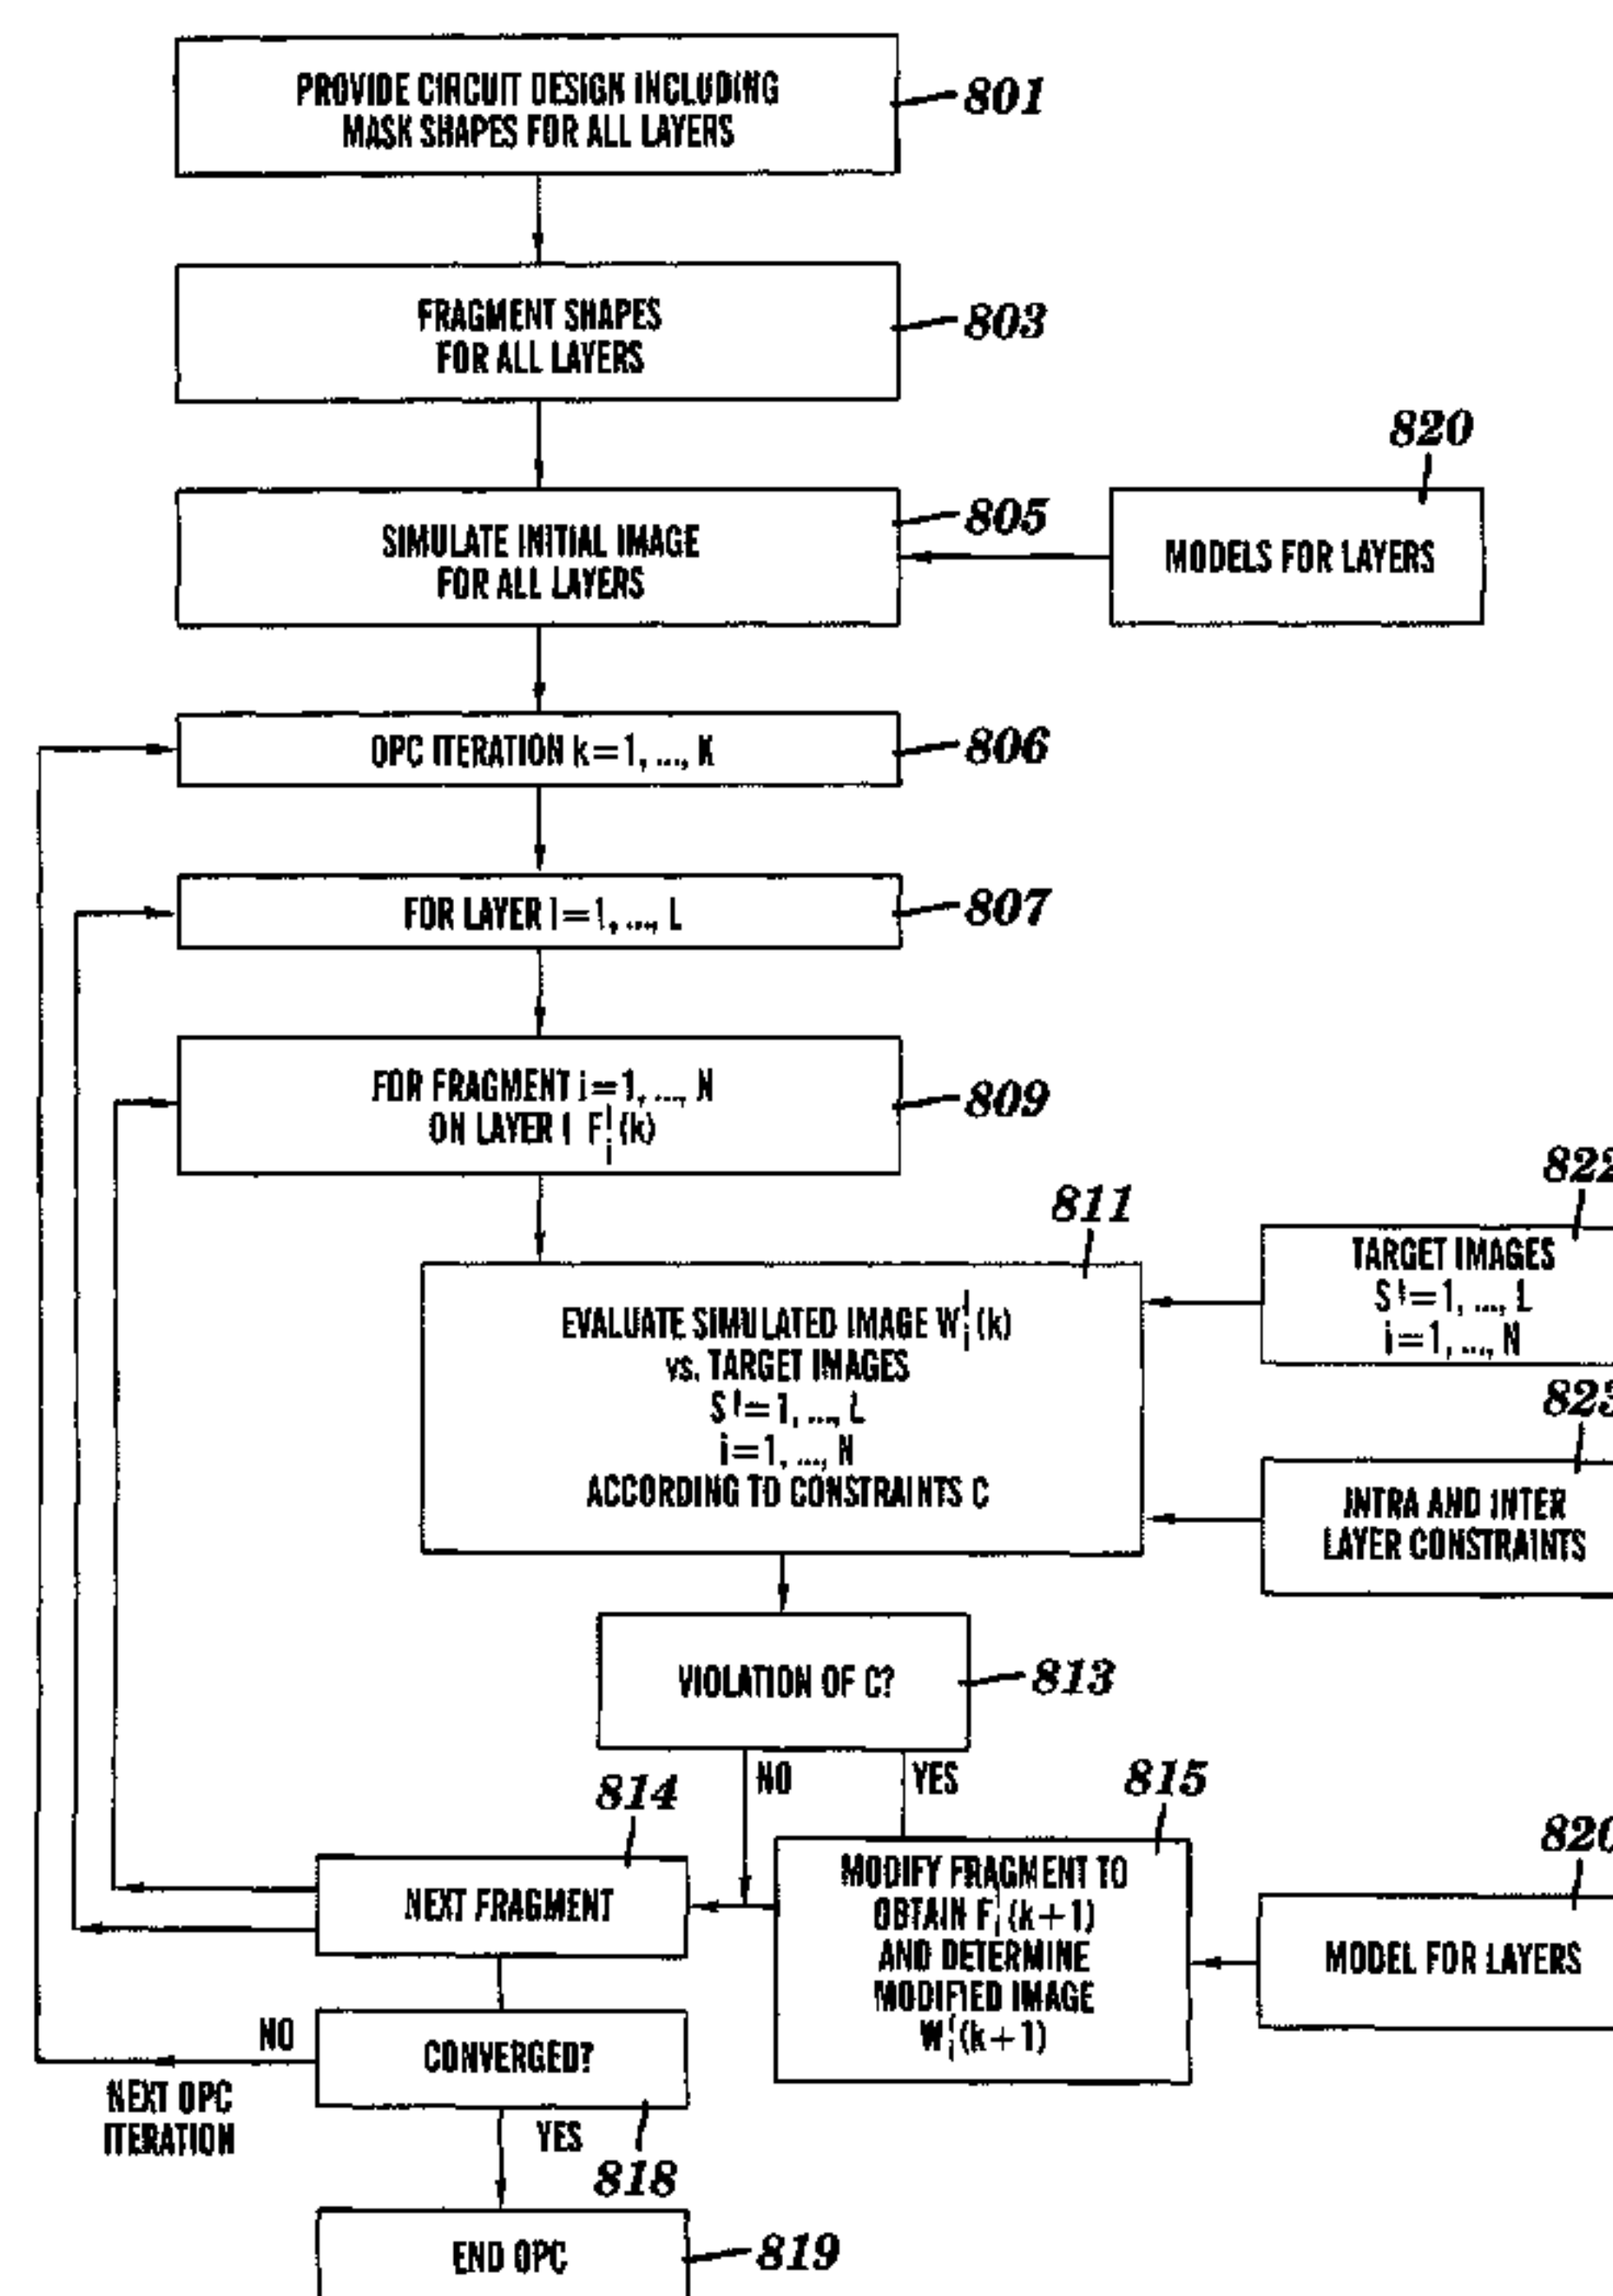 PROVIDE CIRCUIT DESIGN INCLUDING
MASK SHAPES FOR ALL LAYERS
801
FRAGMENT SHAPES
FOR ALL LAYERS
803
820
SIMULATE INITIAL IMAGE
FOR ALL LAYERS
805
MODELS FOR LAYERS
OPC ITERATION k=1, ..., K
806
FOR LAYER l=1, ..., L
807
FOR FRAGMENT i=1, ..., N
ON LAYER l F_i^l(k)
809
811
822
EVALUATE SIMULATED IMAGE W_i^l(k)
vs. TARGET IMAGES
S^l=1, ..., L
i=1, ..., N
ACCORDING TO CONSTRAINTS C
TARGET IMAGES
S^l=1, ..., L
i=1, ..., N
823
INTRA AND INTER
LAYER CONSTRAINTS
VIOLATION OF C?
813
NO
YES
814
815
820
NEXT FRAGMENT
MODIFY FRAGMENT TO
OBTAIN F_i^l(k+1)
AND DETERMINE
MODIFIED IMAGE
W_i^l(k+1)
MODEL FOR LAYERS
NO
CONVERGED?
NEXT OPC
ITERATION
YES
818
END OPC
819